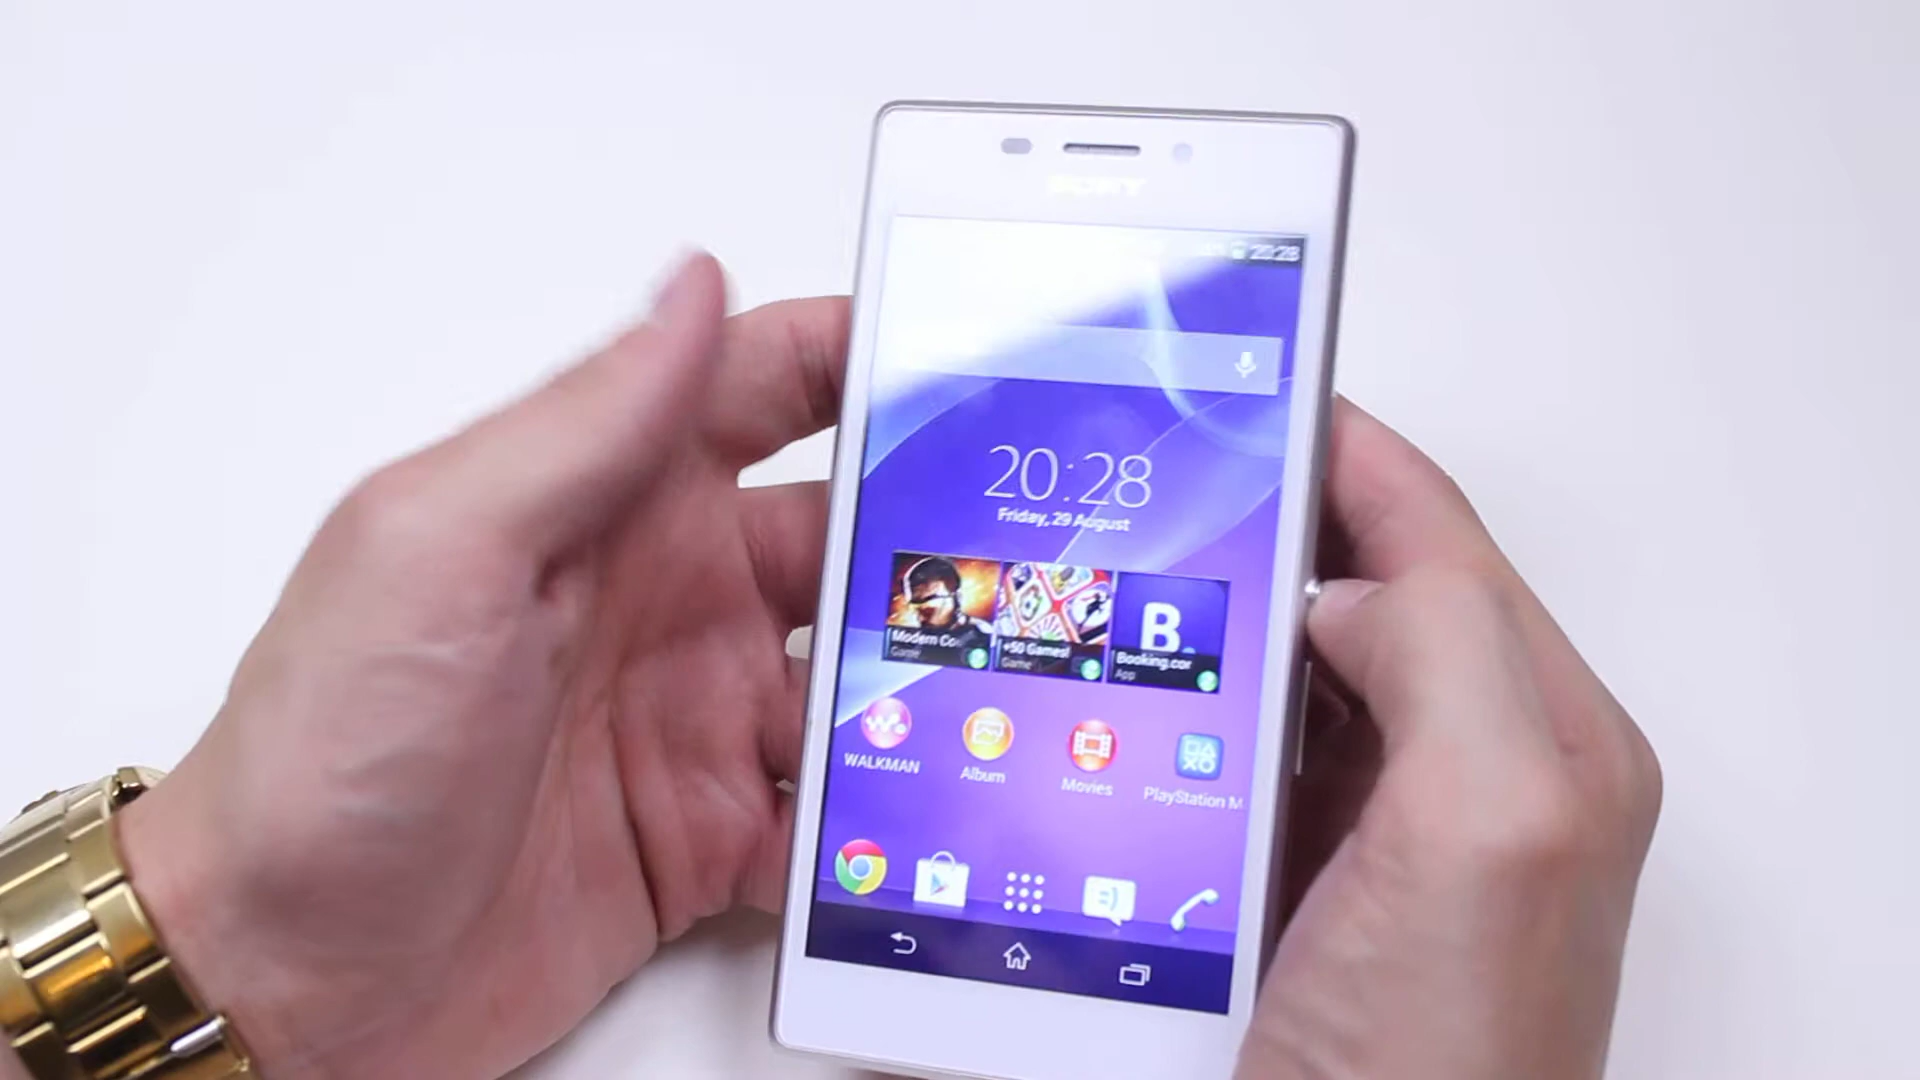 SONY
20:28
20:28
Friday, 29 August
Modern Co
Game
+50 Games!
Game
B.
Booking.cor
App
WALKMAN
Album
Movies
PlayStation M